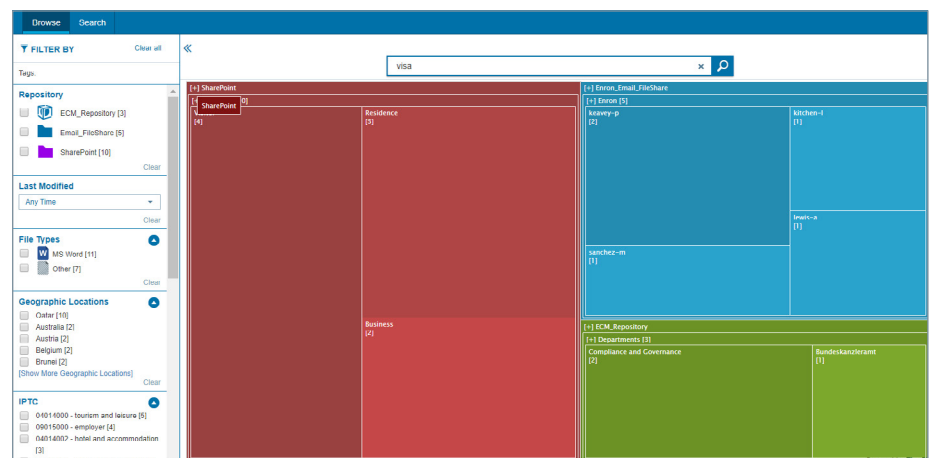 Browse
Search
FILTER BY
Clear all
visa
Tags:
Repository
ECM_Repository [3]
Email_FileShare [5]
SharePoint [10]
Clear
Last Modified
Any Time
Clear
File Types
MS Word [11]
Other [7]
Clear
Geographic Locations
Qatar [10]
Australia [2]
Austria [2]
Belgium [2]
Brunei [2]
[Show More Geographic Locations]
Clear
IPTC
04014000 - tourism and leisure [5]
09015000 - employer [4]
04014002 - hotel and accommodation
[3]
[+] SharePoint
SharePoint
[4]
Residence
[3]
Business
[2]
[+] Enron_Email_FileShare
[+] Enron [5]
keavey-p
[2]
kitchen-l
[1]
lewis-a
[1]
sanchez-m
[1]
[+] ECM_Repository
[+] Departments [3]
Compliance and Governance
[2]
Bundeskanzleramt
[1]